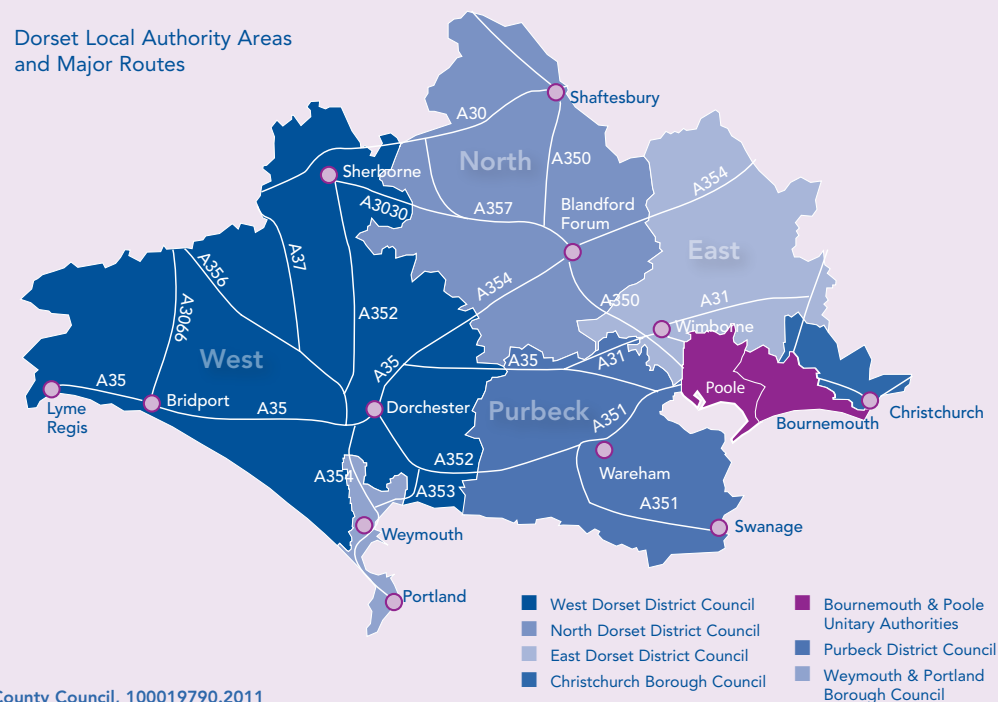 Dorset Local Authority Areas
and Major Routes
Shaftesbury
A30
North
A350
Sherborne
A3030
A357
Blandford
Forum
A354
East
A37
A356
A3066
A352
A354
A350
A31
Wimborne
West
A35
A35
A31
A35
Lyme
Regis
Bridport
A35
Dorchester
Purbeck
A351
Poole
Bournemouth
Christchurch
A352
Wareham
A354
A353
A351
Weymouth
Swanage
Portland
West Dorset District Council
North Dorset District Council
East Dorset District Council
Christchurch Borough Council
Bournemouth & Poole
Unitary Authorities
Purbeck District Council
Weymouth & Portland
Borough Council
County Council, 100019790.2011